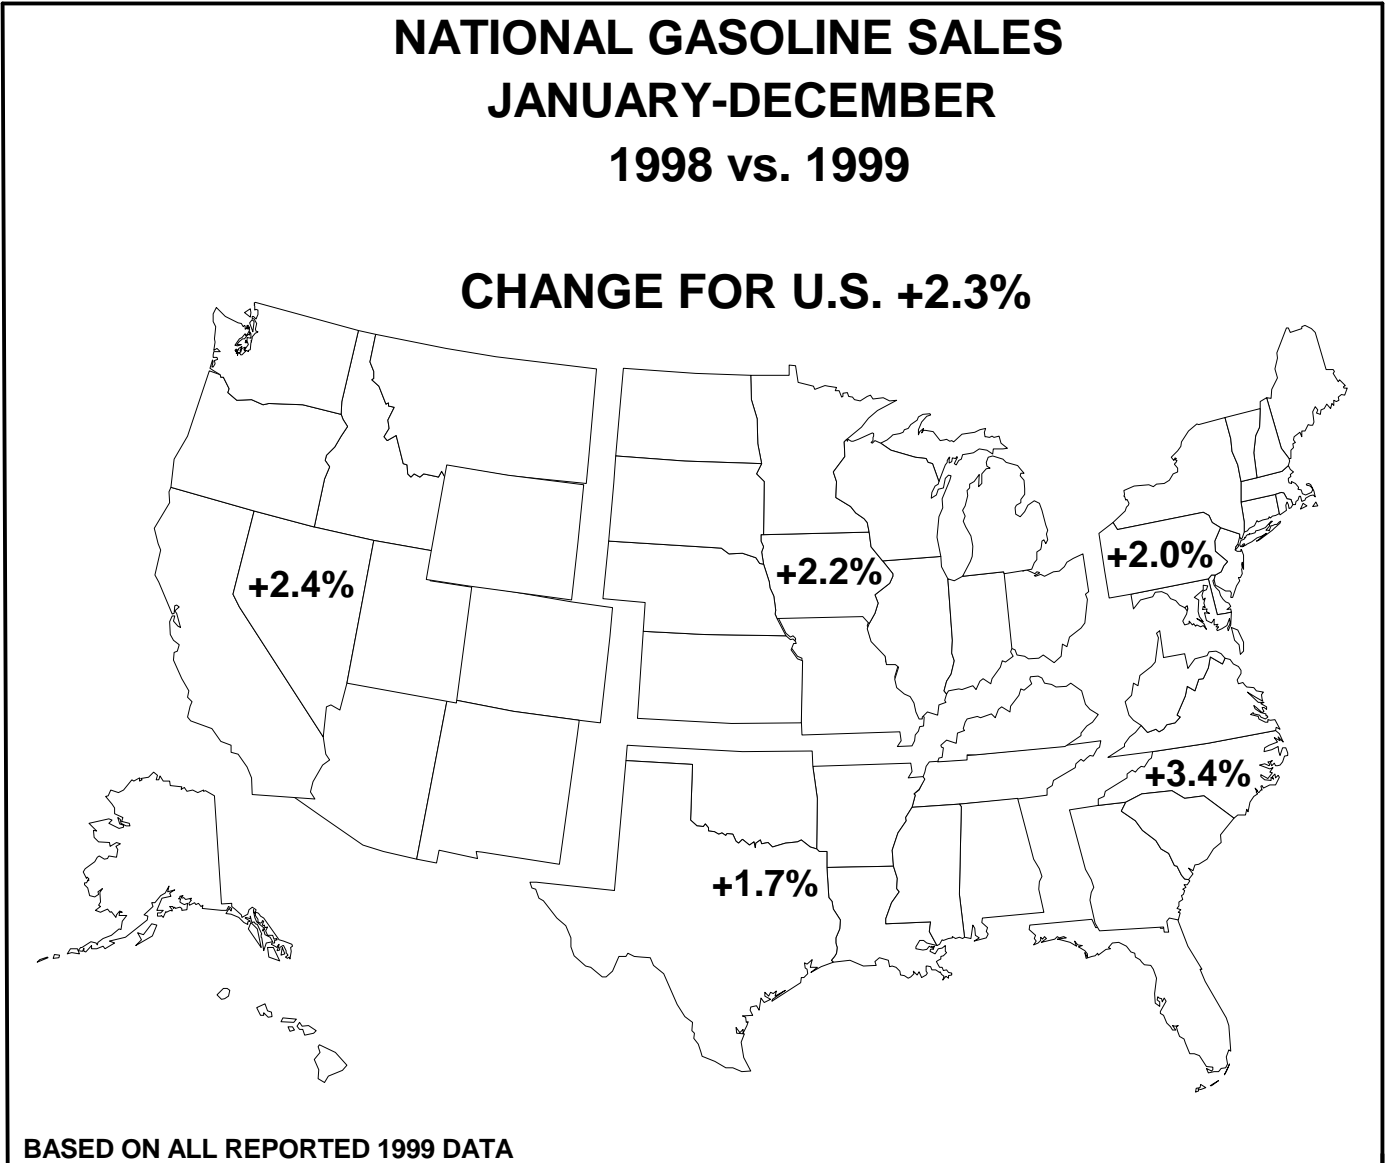 NATIONAL GASOLINE SALES
JANUARY-DECEMBER
1998 vs. 1999
CHANGE FOR U.S. +2.3%
+2.0%
+2.2%
+2.4%
+3.4%
+1.7%
BASED ON ALL REPORTED 1999 DATA